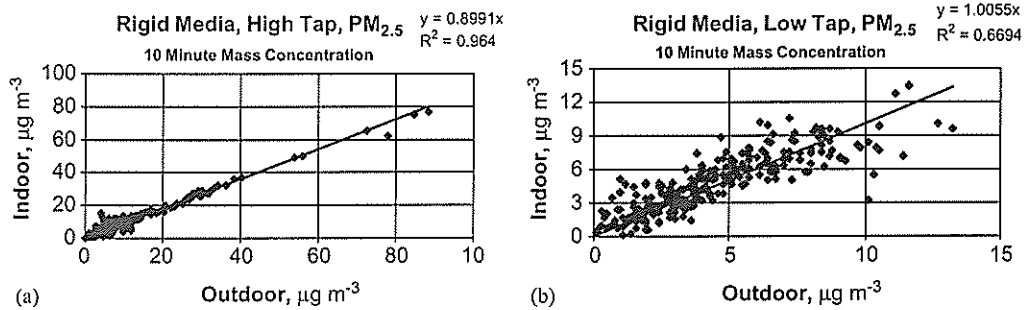 Rigid Media, High Tap, PM2.5
y = 0.8991x
R² = 0.964
10 Minute Mass Concentration
100
80
60
40
20
0
Indoor, µg m⁻³
0 20 40 60 80 100
Outdoor, µg m⁻³
(a)
Rigid Media, Low Tap, PM2.5
y = 1.0055x
R² = 0.6694
10 Minute Mass Concentration
15
12
9
6
3
0
Indoor, µg m⁻³
0 5 10 15
Outdoor, µg m⁻³
(b)